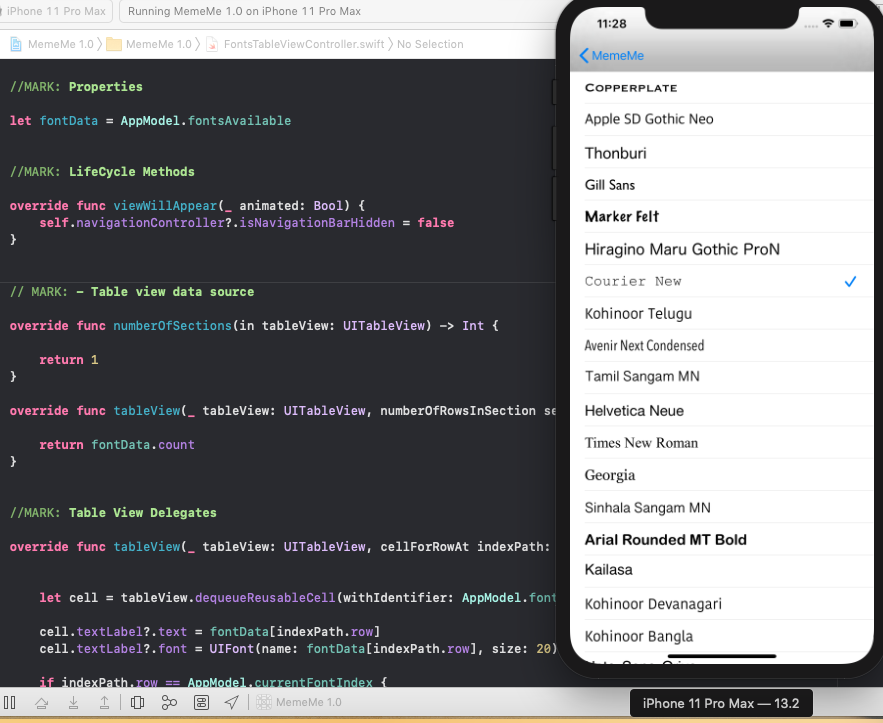 iPhone 11 Pro Max
Running MemeMe 1.0 on iPhone 11 Pro Max
MemeMe 1.0
MemeMe 1.0
FontsTableViewController.swift
No Selection
//MARK: Properties
let fontData = AppModel.fontsAvailable
//MARK: LifeCycle Methods
override func viewWillAppear(_ animated: Bool) {
self.navigationController?.isNavigationBarHidden = false
}
// MARK: - Table view data source
override func numberOfSections(in tableView: UITableView) -> Int {
return 1
}
override func tableView(_ tableView: UITableView, numberOfRowsInSection se
return fontData.count
}
//MARK: Table View Delegates
override func tableView(_ tableView: UITableView, cellForRowAt indexPath:
let cell = tableView.dequeueReusableCell(withIdentifier: AppModel.font
cell.textLabel?.text = fontData[indexPath.row]
cell.textLabel?.font = UIFont(name: fontData[indexPath.row], size: 20)
if indexPath.row == AppModel.currentFontIndex {
MemeMe 1.0
11:28
MemeMe
Copperplate
Apple SD Gothic Neo
Thonburi
Gill Sans
Marker Felt
Hiragino Maru Gothic ProN
Courier New
Kohinoor Telugu
Avenir Next Condensed
Tamil Sangam MN
Helvetica Neue
Times New Roman
Georgia
Sinhala Sangam MN
Arial Rounded MT Bold
Kailasa
Kohinoor Devanagari
Kohinoor Bangla
iPhone 11 Pro Max — 13.2